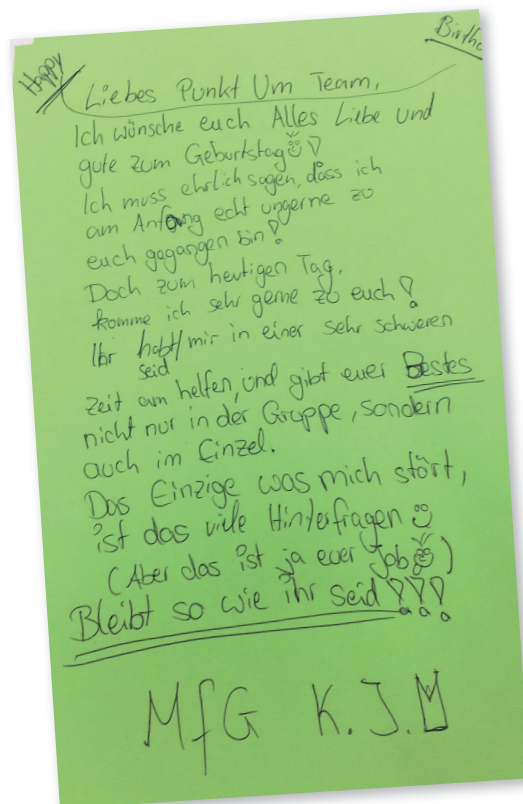 Happy
Birthd
Liebes Punkt Um Team,
Ich wünsche euch Alles Liebe und
gute zum Geburtstag!
Ich muss ehrlich sagen, dass ich
am Anfang echt ungerne zu
euch gegangen bin!
Doch zum heutigen Tag,
komme ich sehr gerne zu euch!
Ihr habt/ mir in einer sehr schweren
seid
Zeit am helfen, und gibt euer Bestes
nicht nur in der Gruppe, sondern
auch im Einzel.
Das Einzige was mich stört,
ist das viele Hinterfragen
(Aber das ist ja euer Job)
Bleibt so wie ihr seid!!!
MfG K. J. M